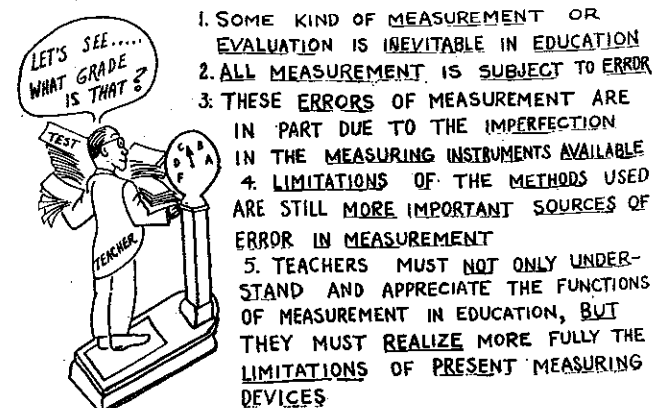 LET'S SEE.....
WHAT GRADE
IS THAT?
TEST
TEACHER
F D C A B A
1. SOME KIND OF MEASUREMENT OR
EVALUATION IS INEVITABLE IN EDUCATION
2. ALL MEASUREMENT IS SUBJECT TO ERROR
3. THESE ERRORS OF MEASUREMENT ARE
IN PART DUE TO THE IMPERFECTION
IN THE MEASURING INSTRUMENTS AVAILABLE
4. LIMITATIONS OF THE METHODS USED
ARE STILL MORE IMPORTANT SOURCES OF
ERROR IN MEASUREMENT
5. TEACHERS MUST NOT ONLY UNDER-
STAND AND APPRECIATE THE FUNCTIONS
OF MEASUREMENT IN EDUCATION, BUT
THEY MUST REALIZE MORE FULLY THE
LIMITATIONS OF PRESENT MEASURING
DEVICES